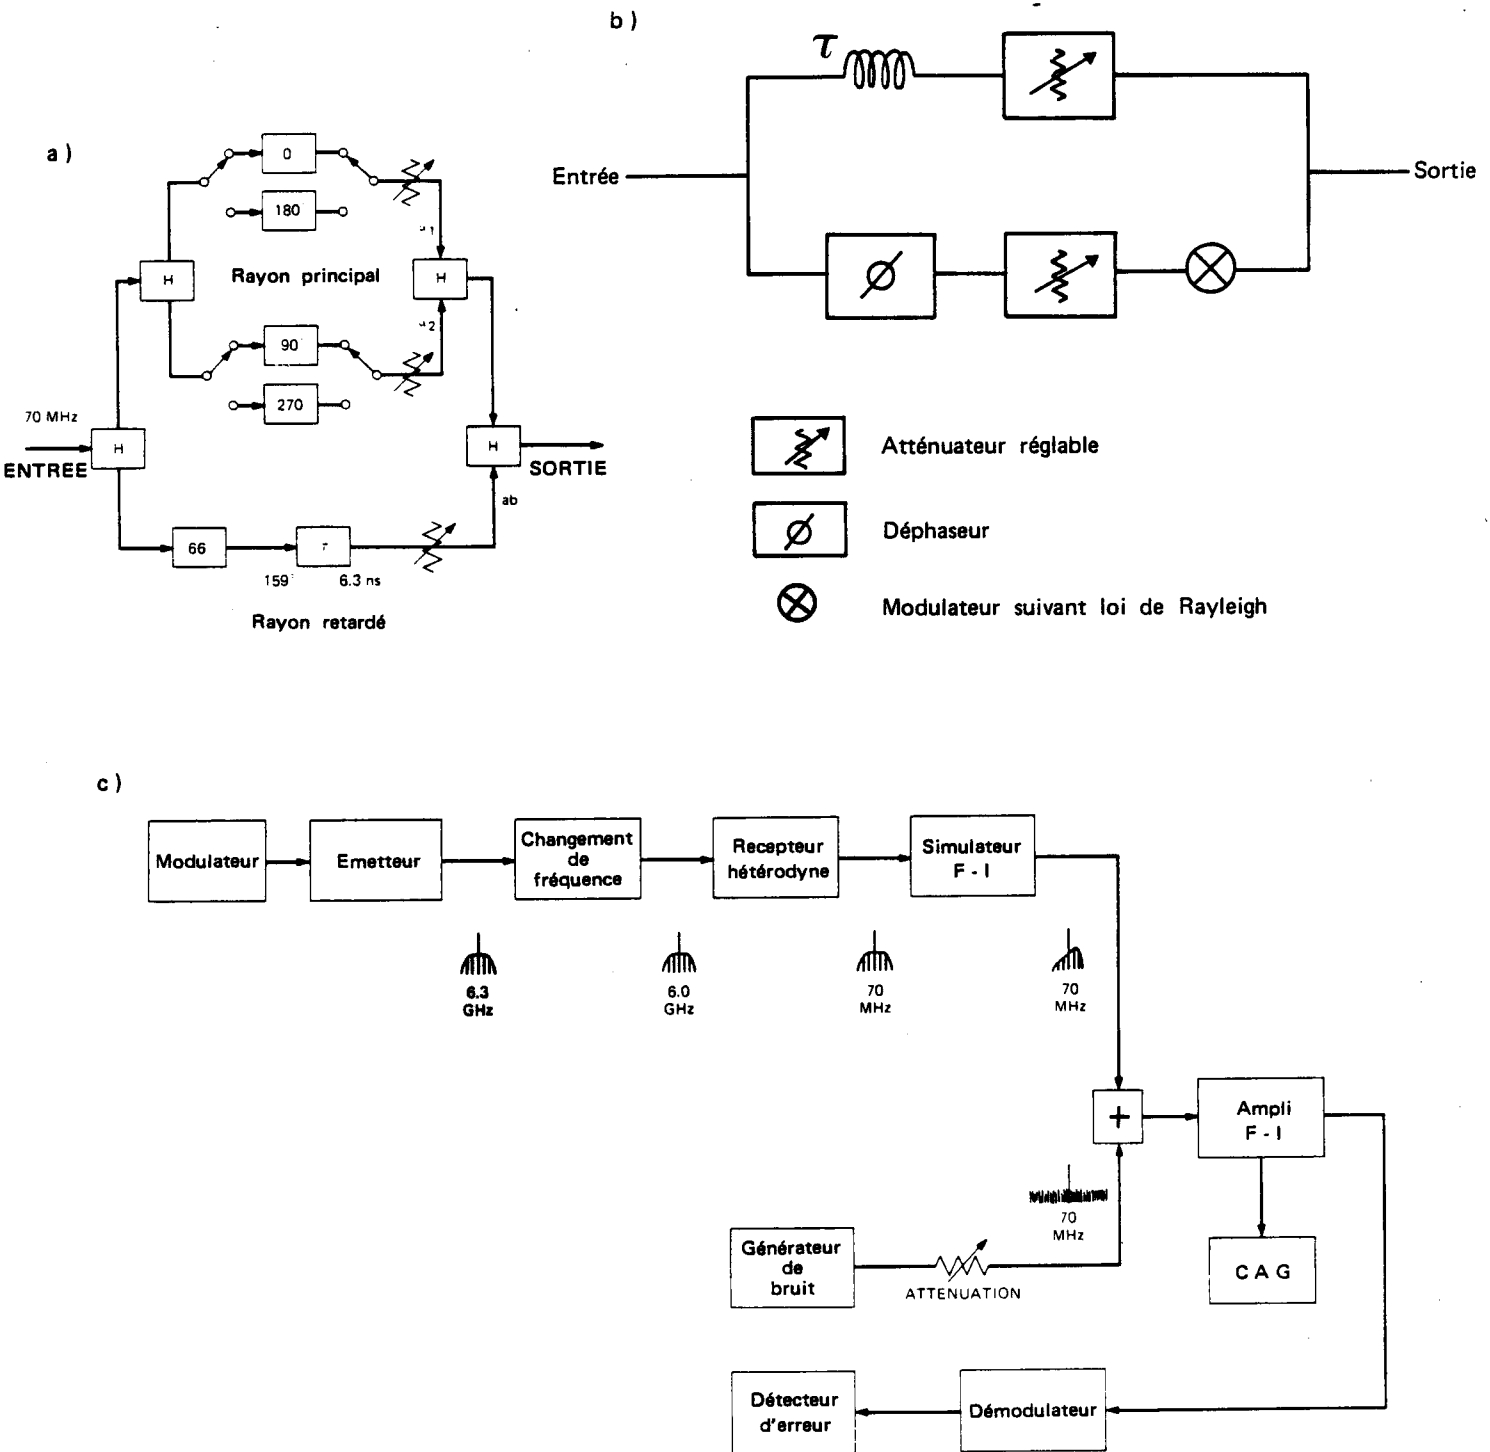 a)
0
180
H
Rayon principal
H
90
270
70 MHz
ENTREE
H
H
SORTIE
ab
66
159
6.3 ns
Rayon retardé
b)
τ
Entrée
Sortie
Ø
Atténuateur réglable
Ø
Déphaseur
Modulateur suivant loi de Rayleigh
c)
Modulateur
Emetteur
Changement
de
fréquence
Recepteur
hétérodyne
Simulateur
F - I
6.3
GHz
6.0
GHz
70
MHz
70
MHz
+
Ampli
F - I
70
MHz
Générateur
de
bruit
ATTENUATION
C A G
Détecteur
d'erreur
Démodulateur